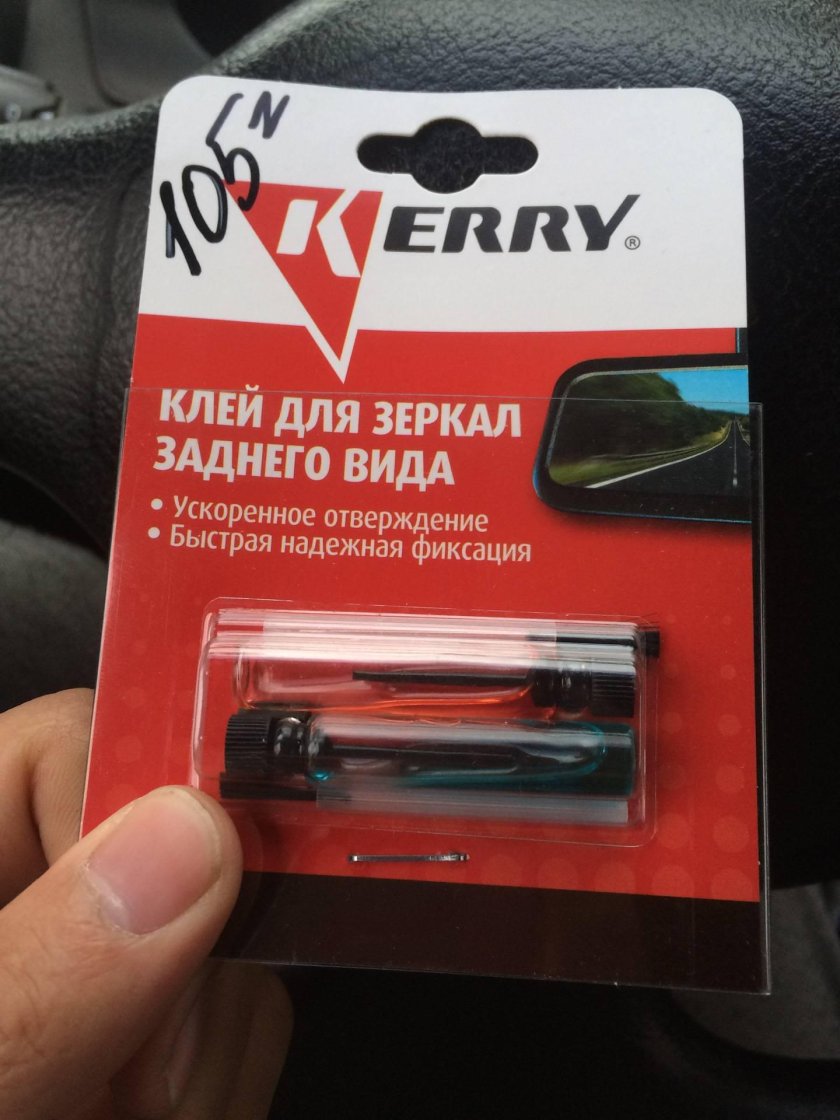 105 N
KERRY®
КЛЕЙ ДЛЯ ЗЕРКАЛ
ЗАДНЕГО ВИДА
• Ускоренное отверждение
• Быстрая надежная фиксация